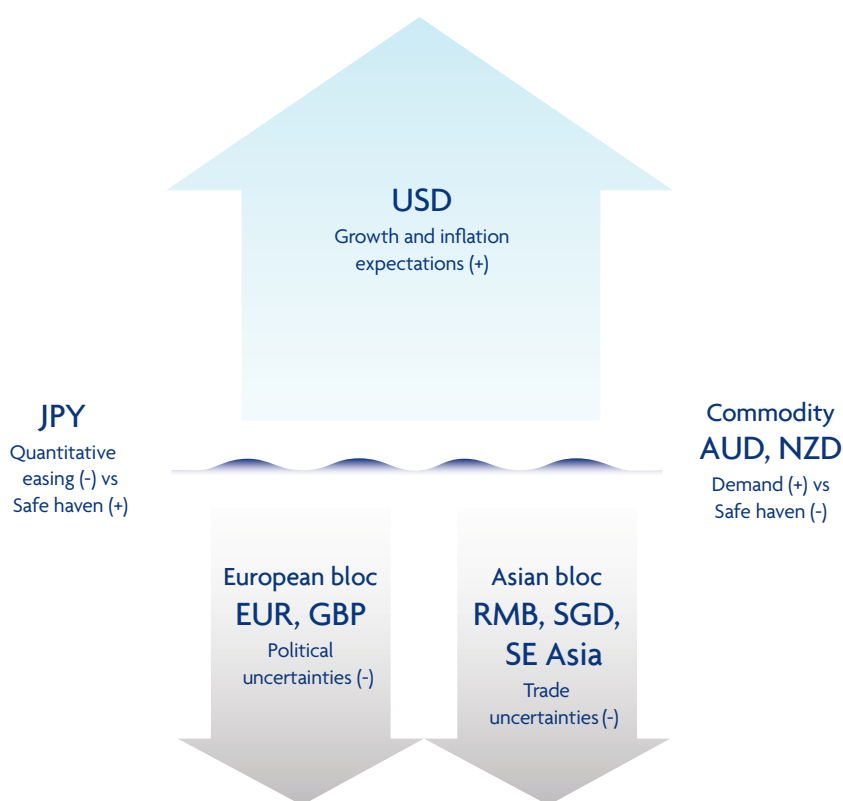 USD
Growth and inflation
expectations (+)
JPY
Quantitative
easing (-) vs
Safe haven (+)
Commodity
AUD, NZD
Demand (+) vs
Safe haven (-)
European bloc
EUR, GBP
Political
uncertainties (-)
Asian bloc
RMB, SGD,
SE Asia
Trade
uncertainties (-)